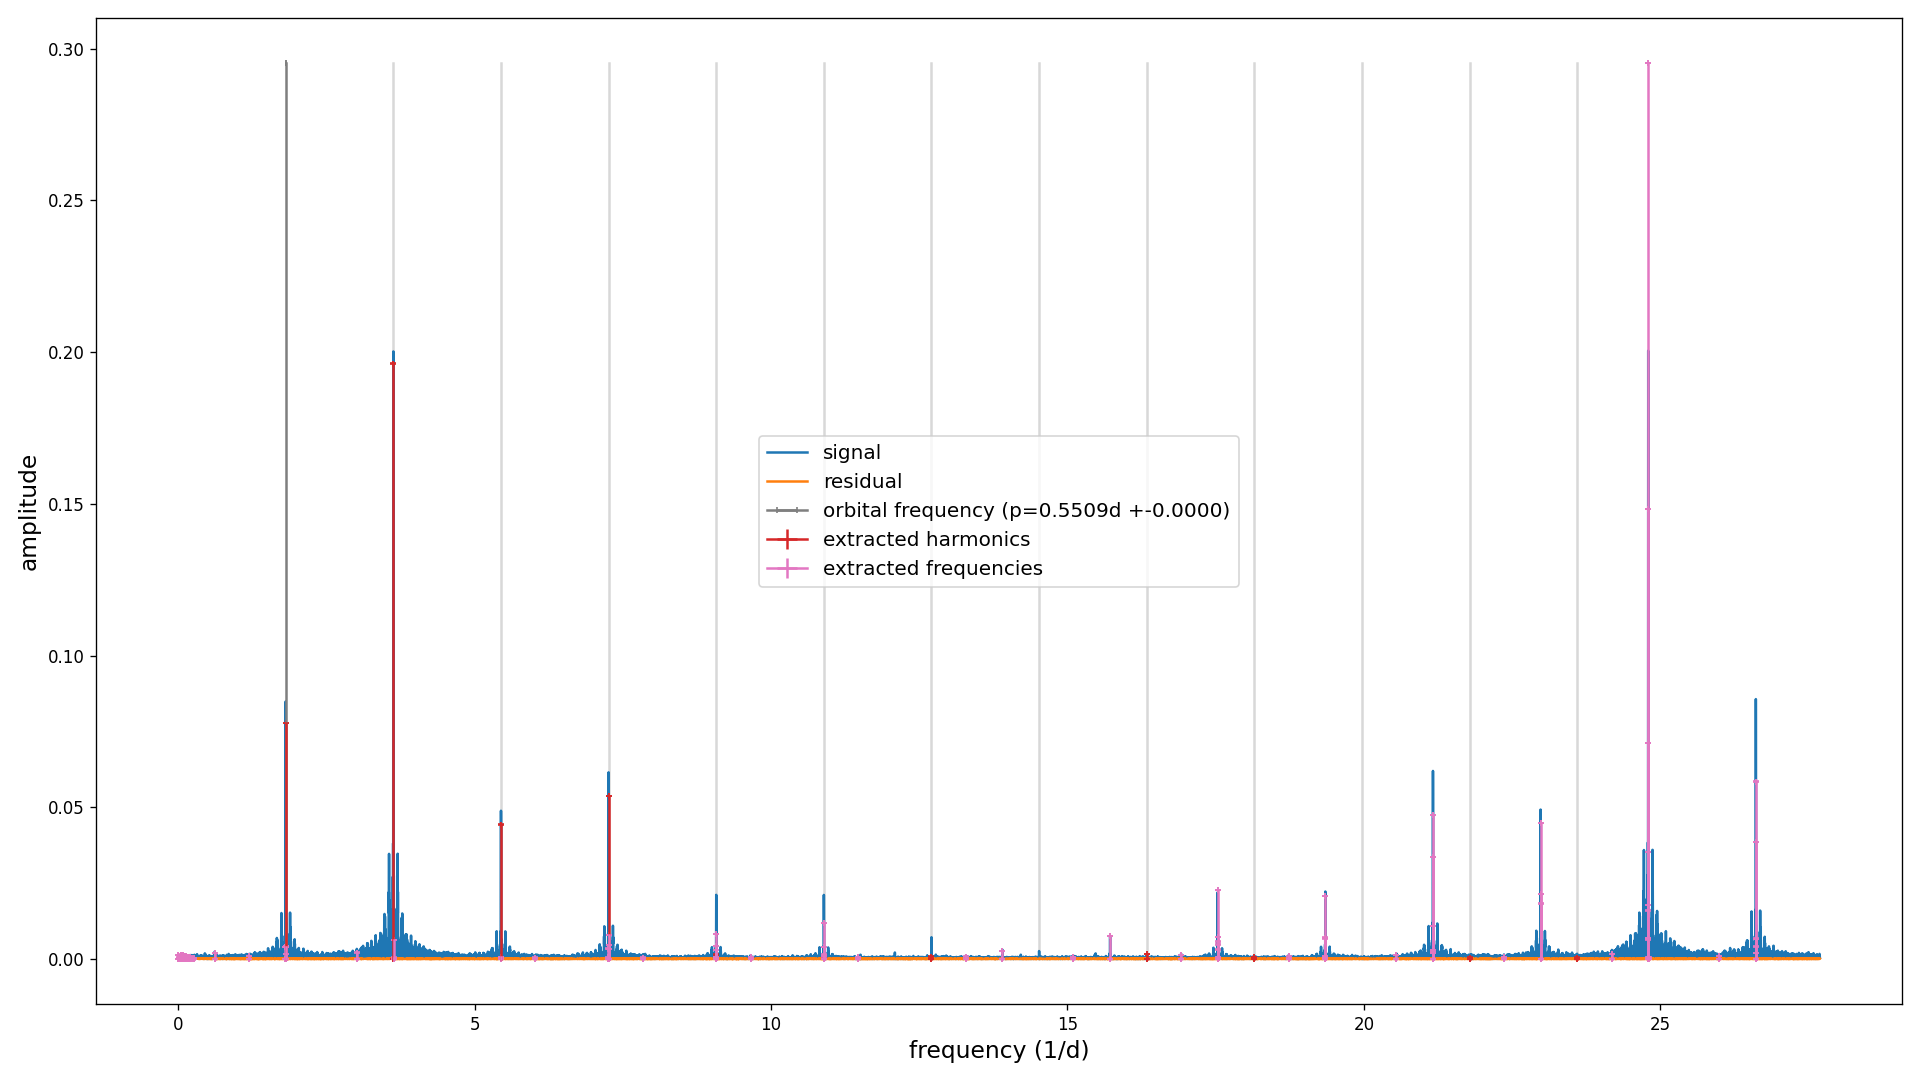 0.30
0.25
0.20
0.15
0.10
0.05
0.00
amplitude
signal
residual
orbital frequency (p=0.5509d +-0.0000)
extracted harmonics
extracted frequencies
0 5 10 15 20 25
frequency (1/d)